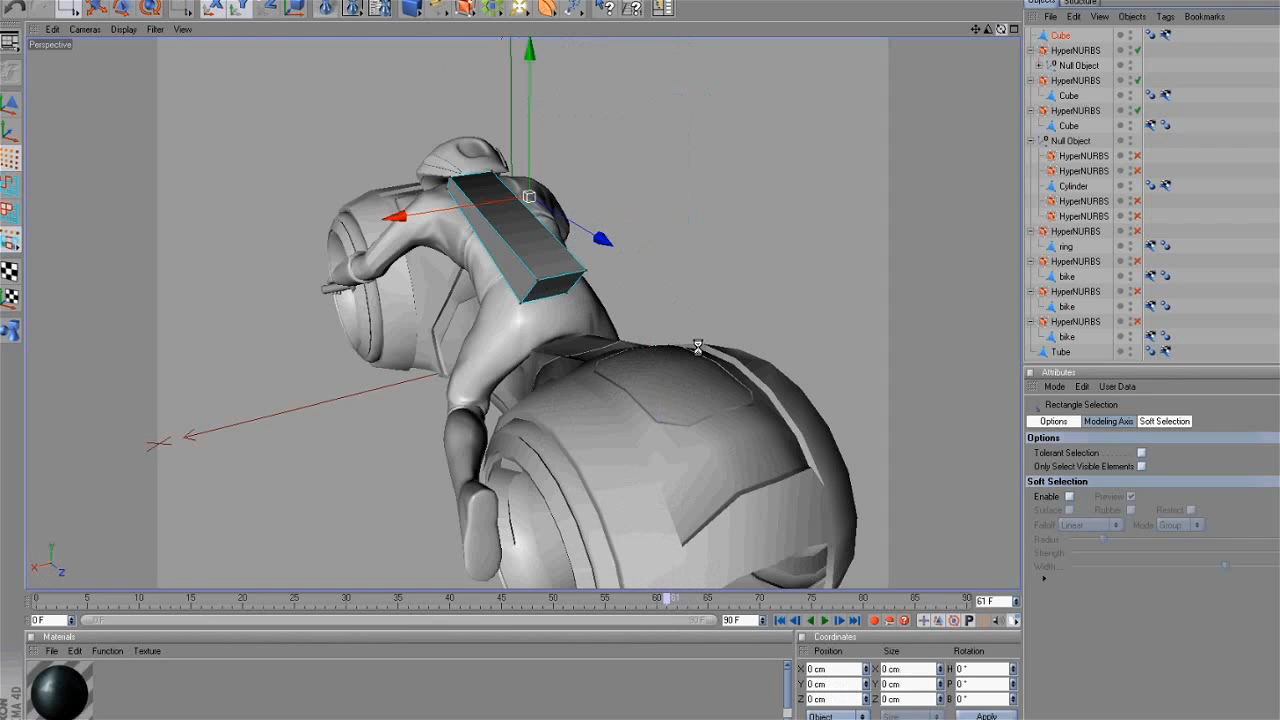 Objects Structure
File Edit View Objects Tags Bookmarks
Edit Cameras Display Filter View
Perspective
Cube
HyperNURBS
Null Object
HyperNURBS
Cube
HyperNURBS
Cube
Null Object
HyperNURBS
HyperNURBS
Cylinder
HyperNURBS
HyperNURBS
HyperNURBS
ring
HyperNURBS
bike
HyperNURBS
bike
HyperNURBS
bike
Tube
Attributes
Mode Edit User Data
Rectangle Selection
Options Modeling Axis Soft Selection
Options
Tolerant Selection
Only Select Visible Elements
Soft Selection
Enable Preview
Surface Rubber Restrict
Falloff Linear Mode Group
Radius
Strength
Width
Y
X
Z
0 5 10 15 20 25 30 35 40 45 50 55 60 61 65 70 75 80 85 90 61 F
0 F 0 F 90 F 90 F
Materials
File Edit Function Texture
Coordinates
Position Size Rotation
X 0 cm X 0 cm H 0 °
Y 0 cm Y 0 cm P 0 °
Z 0 cm Z 0 cm B 0 °
Object Size Apply